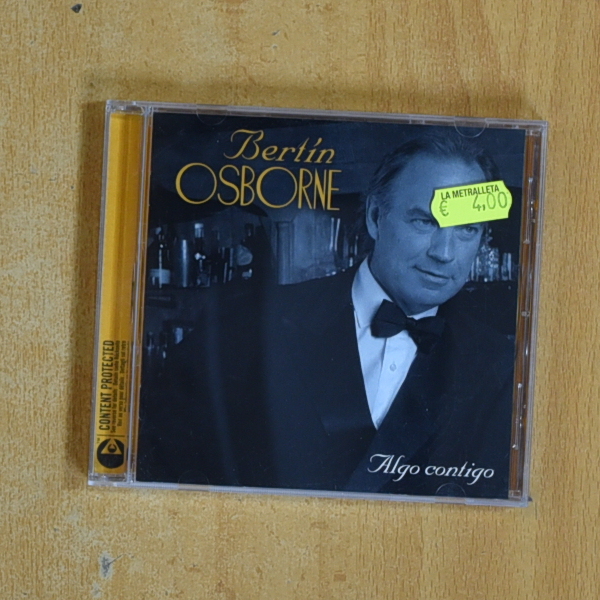 Bertín
OSBORNE
LA METRALLETA
€ 4,00
Algo contigo
CONTENT PROTECTED